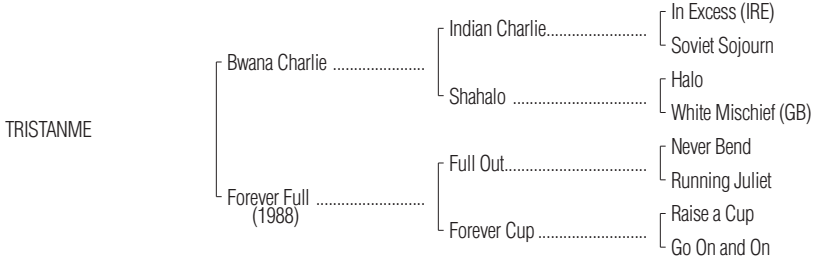 In Excess (IRE)
Indian Charlie........................
Soviet Sojourn
Bwana Charlie ......................
Halo
Shahalo ................................
White Mischief (GB)
TRISTANME
Never Bend
Full Out..................................
Running Juliet
Forever Full ..........................
(1988)
Raise a Cup
Forever Cup ..........................
Go On and On